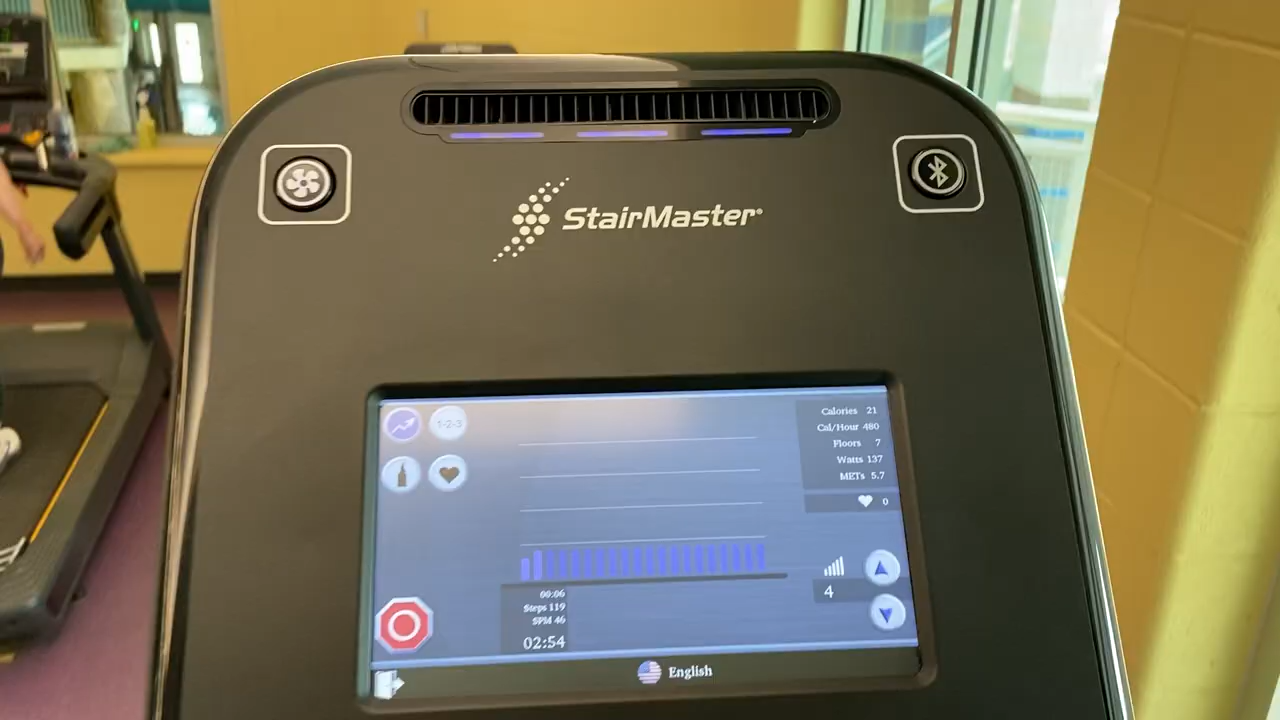 StairMaster
1-2-3
Calories 21
Cal/Hour 480
Floors 7
Watts 137
METs 5.7
0
4
00:06
Steps 119
SPM 46
02:54
English